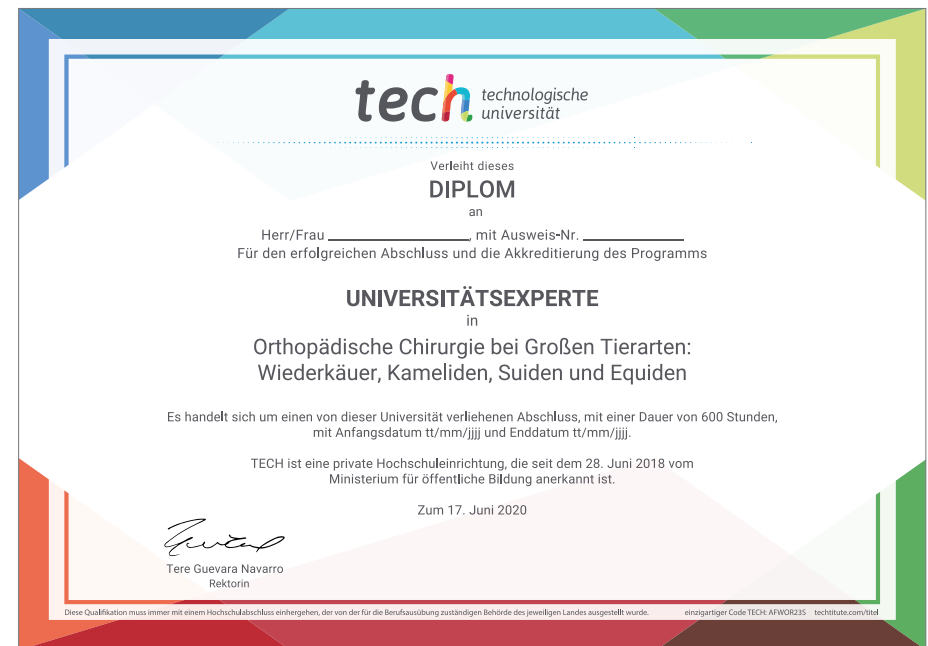 tech technologische
universität
Verleiht dieses
DIPLOM
an
Herr/Frau ____________________, mit Ausweis-Nr. ______________
Für den erfolgreichen Abschluss und die Akkreditierung des Programms
UNIVERSITÄTSEXPERTE
in
Orthopädische Chirurgie bei Großen Tierarten:
Wiederkäuer, Kameliden, Suiden und Equiden
Es handelt sich um einen von dieser Universität verliehenen Abschluss, mit einer Dauer von 600 Stunden,
mit Anfangsdatum tt/mm/jjjj und Enddatum tt/mm/jjjj.
TECH ist eine private Hochschuleinrichtung, die seit dem 28. Juni 2018 vom
Ministerium für öffentliche Bildung anerkannt ist.
Zum 17. Juni 2020
Tere Guevara Navarro
Rektorin
Diese Qualifikation muss immer mit einem Hochschulabschluss einhergehen, der von der für die Berufsausübung zuständigen Behörde des jeweiligen Landes ausgestellt wurde. einzigartiger Code TECH: AFWOR23S techtitute.com/titel